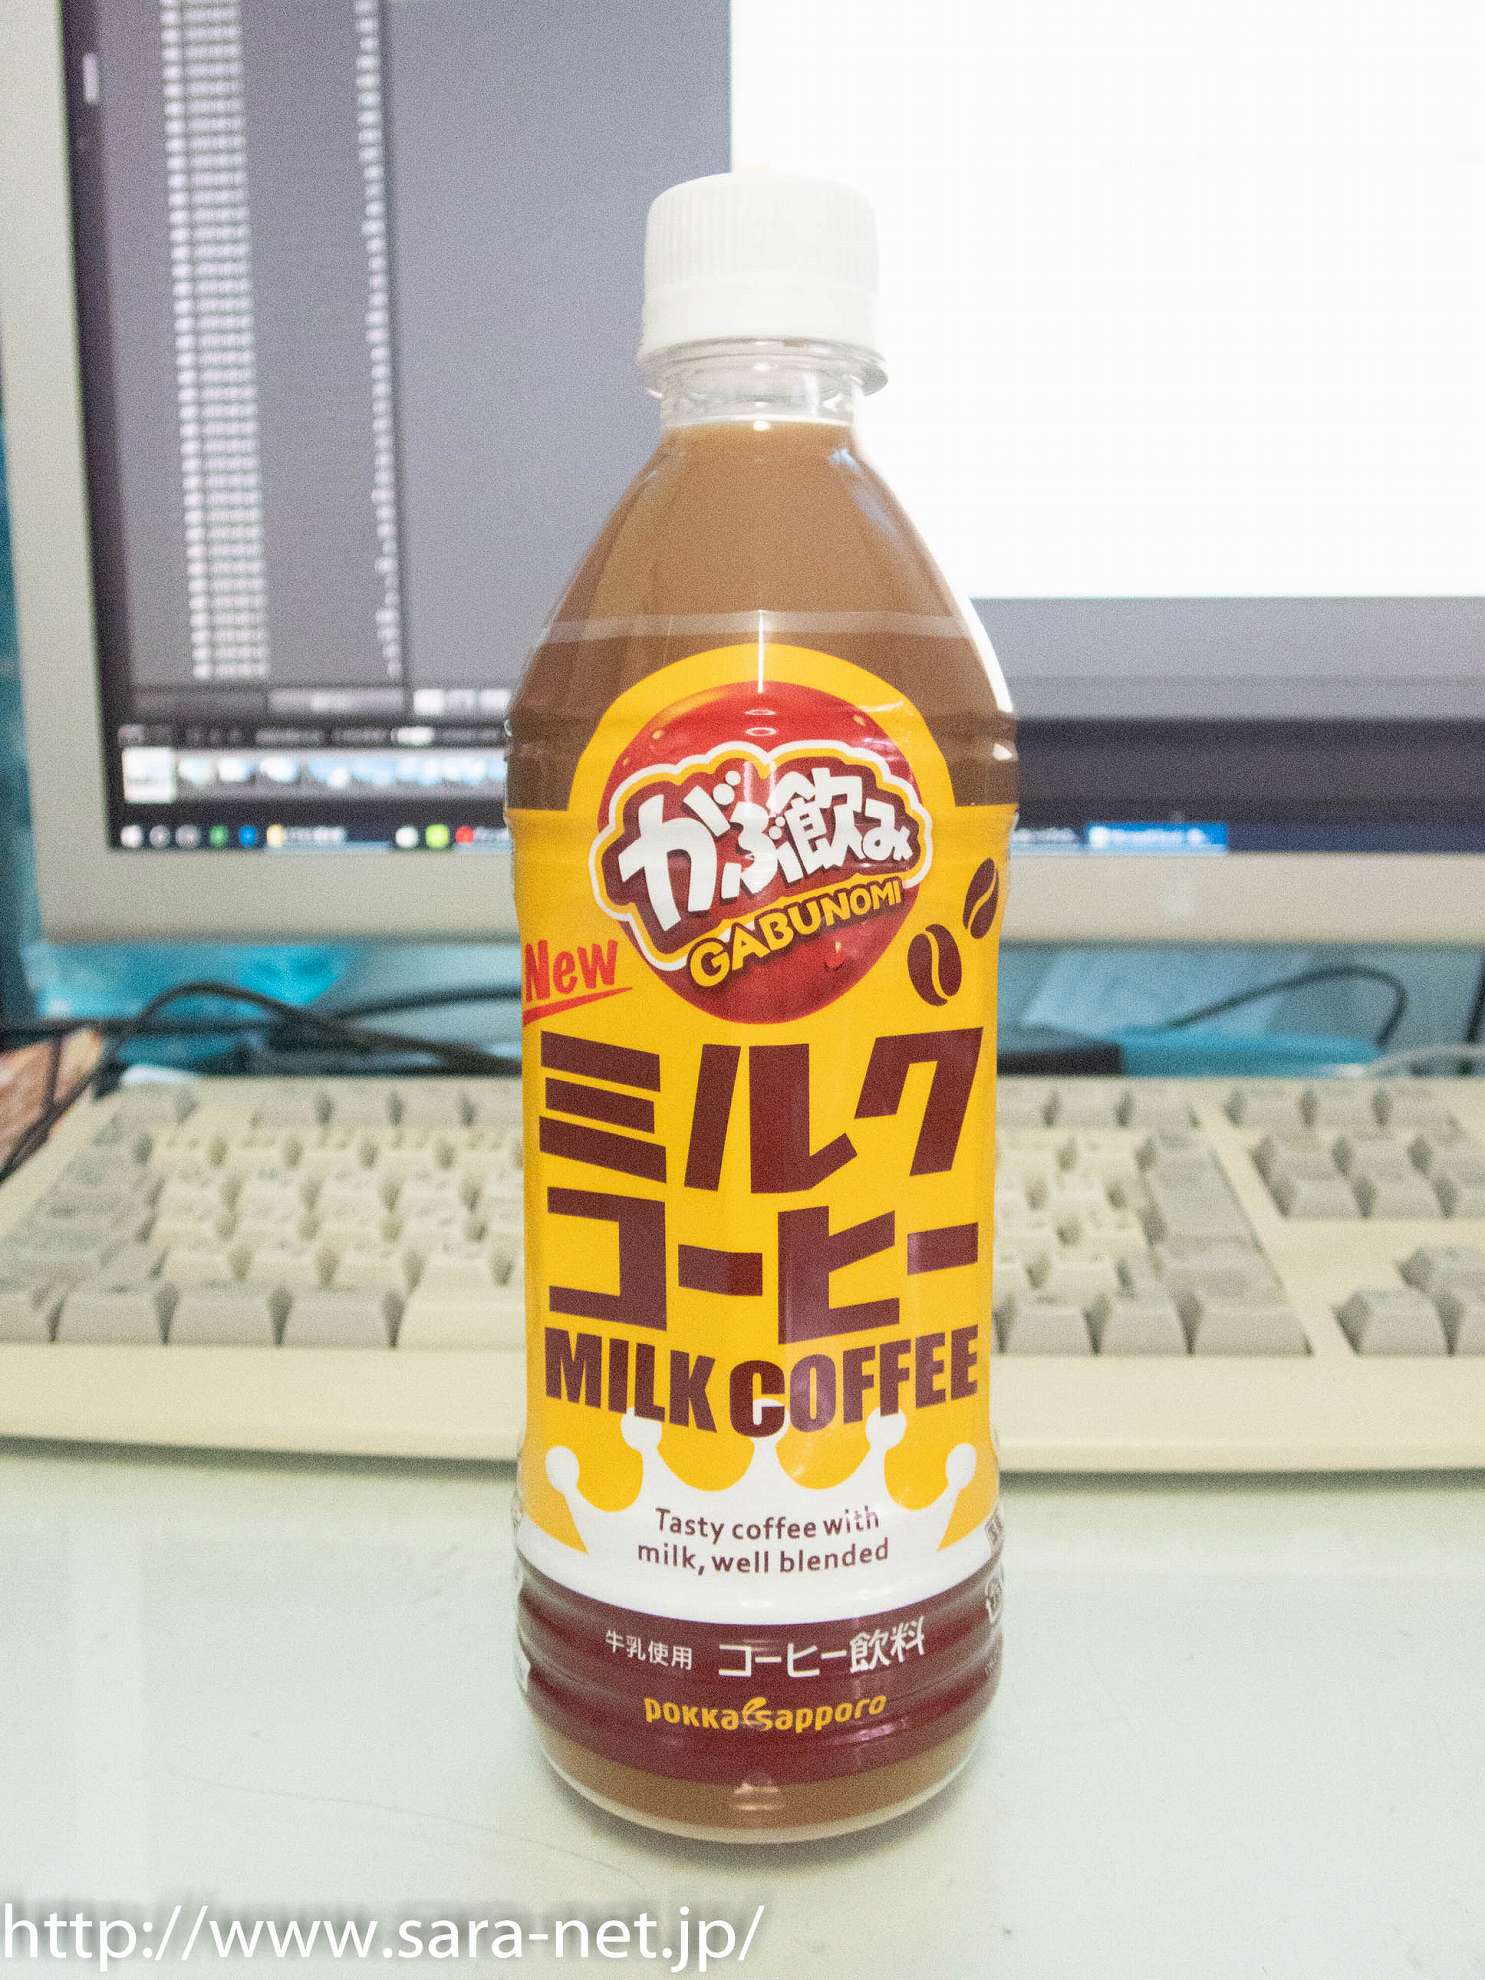 がぶ飲み
GABUNOMI
New
ミルク
コーヒー
MILK COFFEE
Tasty coffee with
milk, well blended
牛乳使用 コーヒー飲料
pokka sapporo
http://www.sara-net.jp/